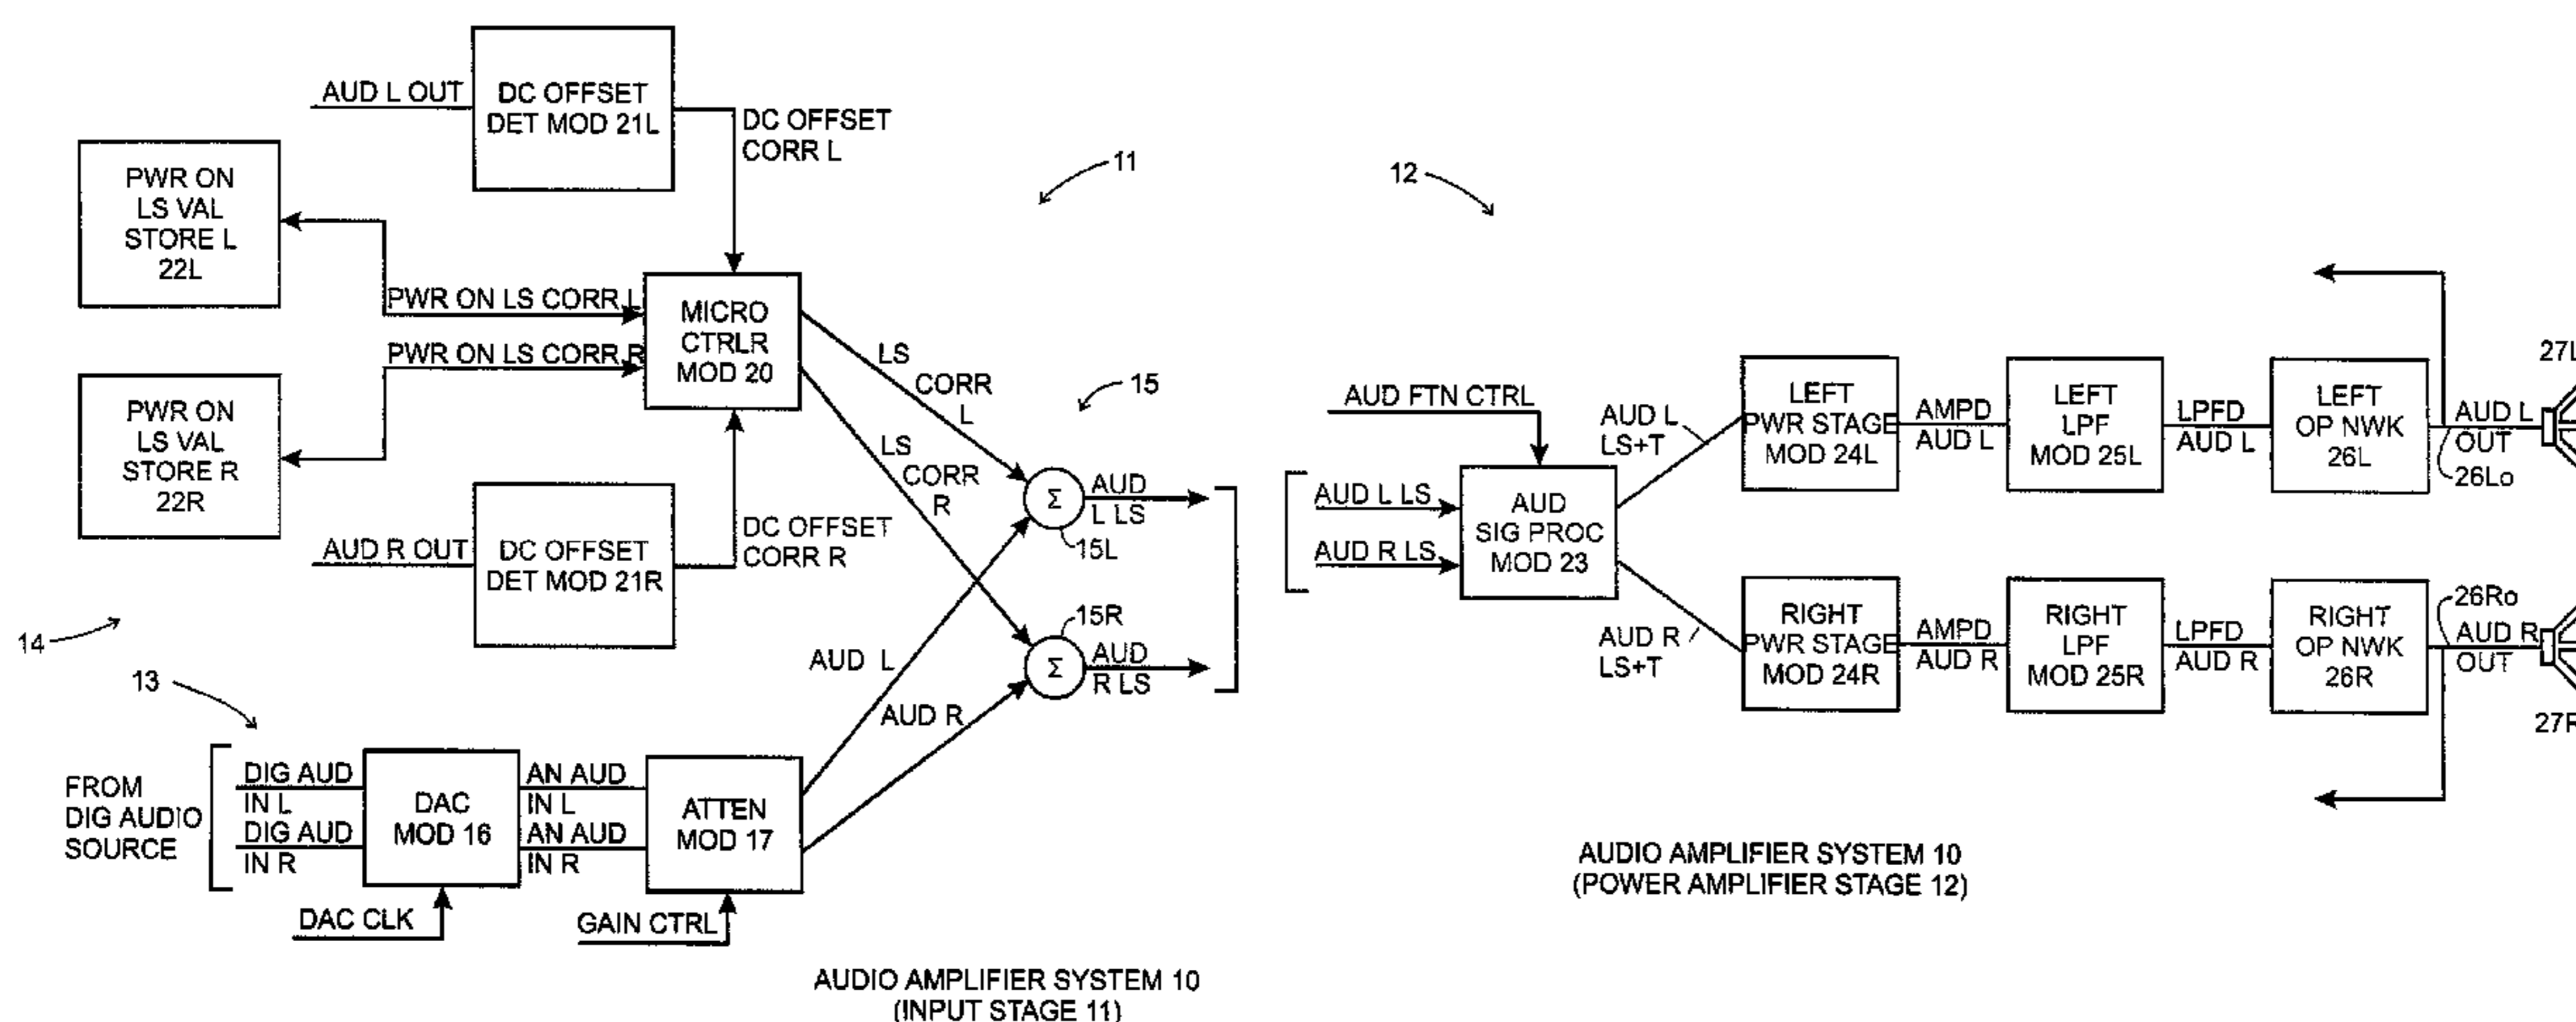 AUD L OUT
DC OFFSET
DET MOD 21L
DC OFFSET
CORR L
PWR ON
LS VAL
STORE L
22L
PWR ON LS CORR L
PWR ON LS CORR R
MICRO
CTRLR
MOD 20
PWR ON
LS VAL
STORE R
22R
AUD R OUT
DC OFFSET
DET MOD 21R
DC OFFSET
CORR R
LS
CORR
L
LS
CORR
R
11
15
Σ
AUD
L LS
15L
15R
Σ
AUD
R LS
AUD L
AUD R
14
13
FROM
DIG AUDIO
SOURCE
DIG AUD
IN L
DIG AUD
IN R
DAC
MOD 16
AN AUD
IN L
AN AUD
IN R
ATTEN
MOD 17
DAC CLK
GAIN CTRL
AUDIO AMPLIFIER SYSTEM 10
(INPUT STAGE 11)
12
AUD FTN CTRL
AUD L LS
AUD R LS
AUD
SIG PROC
MOD 23
AUD L
LS+T
AUD R
LS+T
LEFT
PWR STAGE
MOD 24L
AMPD
AUD L
LEFT
LPF
MOD 25L
LPFD
AUD L
LEFT
OP NWK
26L
AUD L
OUT
26Lo
27L
RIGHT
PWR STAGE
MOD 24R
AMPD
AUD R
RIGHT
LPF
MOD 25R
LPFD
AUD R
RIGHT
OP NWK
26R
26Ro
AUD R
OUT
27R
AUDIO AMPLIFIER SYSTEM 10
(POWER AMPLIFIER STAGE 12)